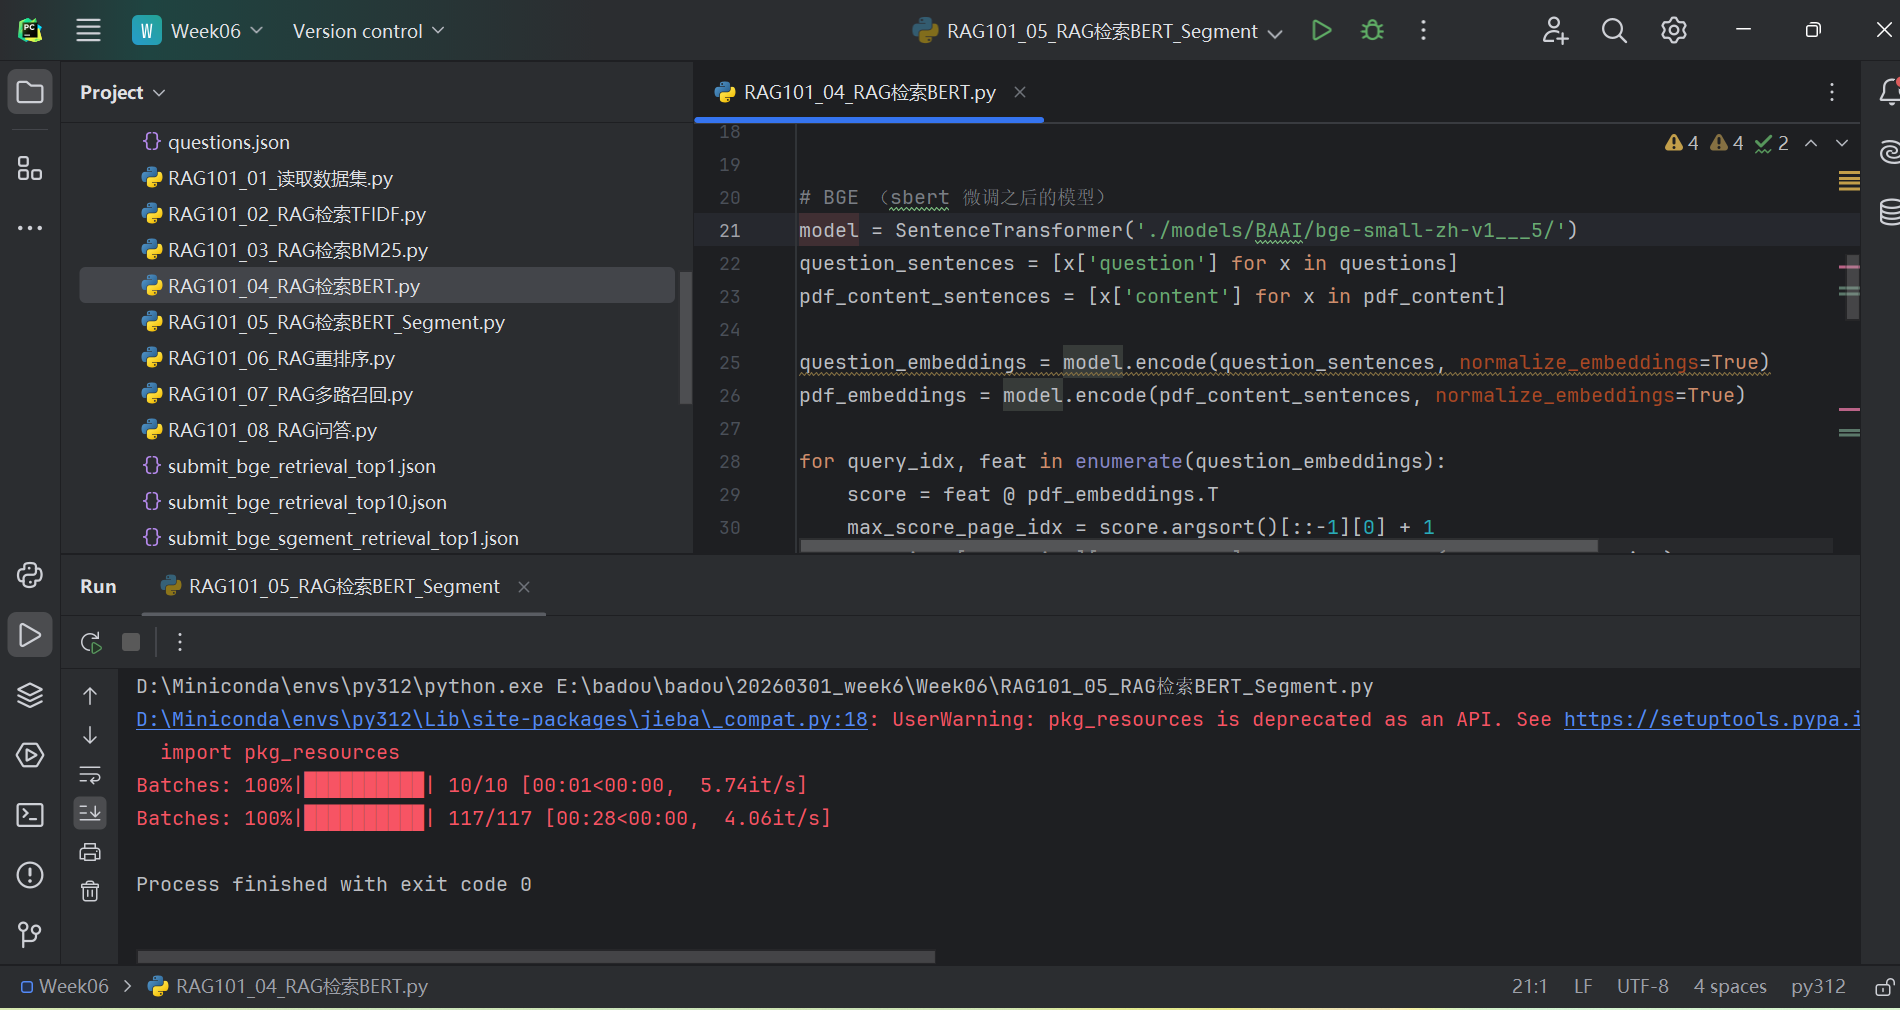 W Week06 Version control RAG101_05_RAG检索BERT_Segment
Project
questions.json
RAG101_01_读取数据集.py
RAG101_02_RAG检索TFIDF.py
RAG101_03_RAG检索BM25.py
RAG101_04_RAG检索BERT.py
RAG101_05_RAG检索BERT_Segment.py
RAG101_06_RAG重排序.py
RAG101_07_RAG多路召回.py
RAG101_08_RAG问答.py
submit_bge_retrieval_top1.json
submit_bge_retrieval_top10.json
submit_bge_sgement_retrieval_top1.json
RAG101_04_RAG检索BERT.py
4 4 2
18
19
20 # BGE （sbert 微调之后的模型）
21 model = SentenceTransformer('./models/BAAI/bge-small-zh-v1___5/')
22 question_sentences = [x['question'] for x in questions]
23 pdf_content_sentences = [x['content'] for x in pdf_content]
24
25 question_embeddings = model.encode(question_sentences, normalize_embeddings=True)
26 pdf_embeddings = model.encode(pdf_content_sentences, normalize_embeddings=True)
27
28 for query_idx, feat in enumerate(question_embeddings):
29 score = feat @ pdf_embeddings.T
30 max_score_page_idx = score.argsort()[::-1][0] + 1
Run RAG101_05_RAG检索BERT_Segment
D:\Miniconda\envs\py312\python.exe E:\badou\badou\20260301_week6\Week06\RAG101_05_RAG检索BERT_Segment.py
D:\Miniconda\envs\py312\Lib\site-packages\jieba\_compat.py:18: UserWarning: pkg_resources is deprecated as an API. See https://setuptools.pypa.i
import pkg_resources
Batches: 100%|██████████| 10/10 [00:01<00:00, 5.74it/s]
Batches: 100%|██████████| 117/117 [00:28<00:00, 4.06it/s]
Process finished with exit code 0
Week06 > RAG101_04_RAG检索BERT.py 21:1 LF UTF-8 4 spaces py312